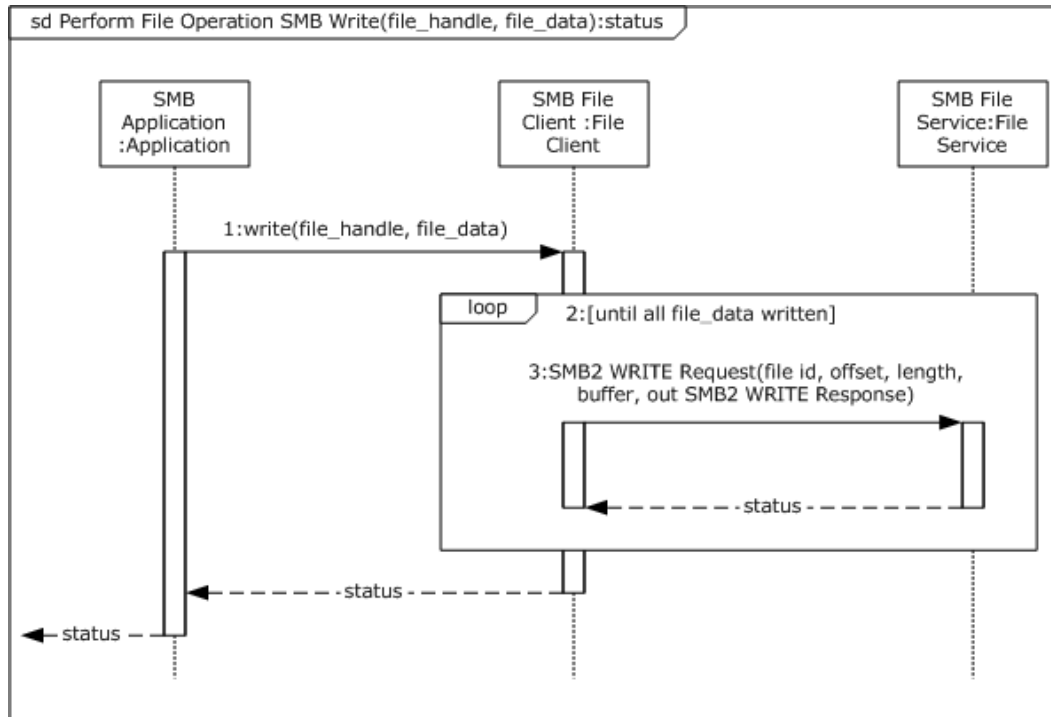 sd Perform File Operation SMB Write(file_handle, file_data):status
SMB
Application
:Application
SMB File
Client :File
Client
SMB File
Service:File
Service
1:write(file_handle, file_data)
loop
2:[until all file_data written]
3:SMB2 WRITE Request(file id, offset, length,
buffer, out SMB2 WRITE Response)
status
status
status